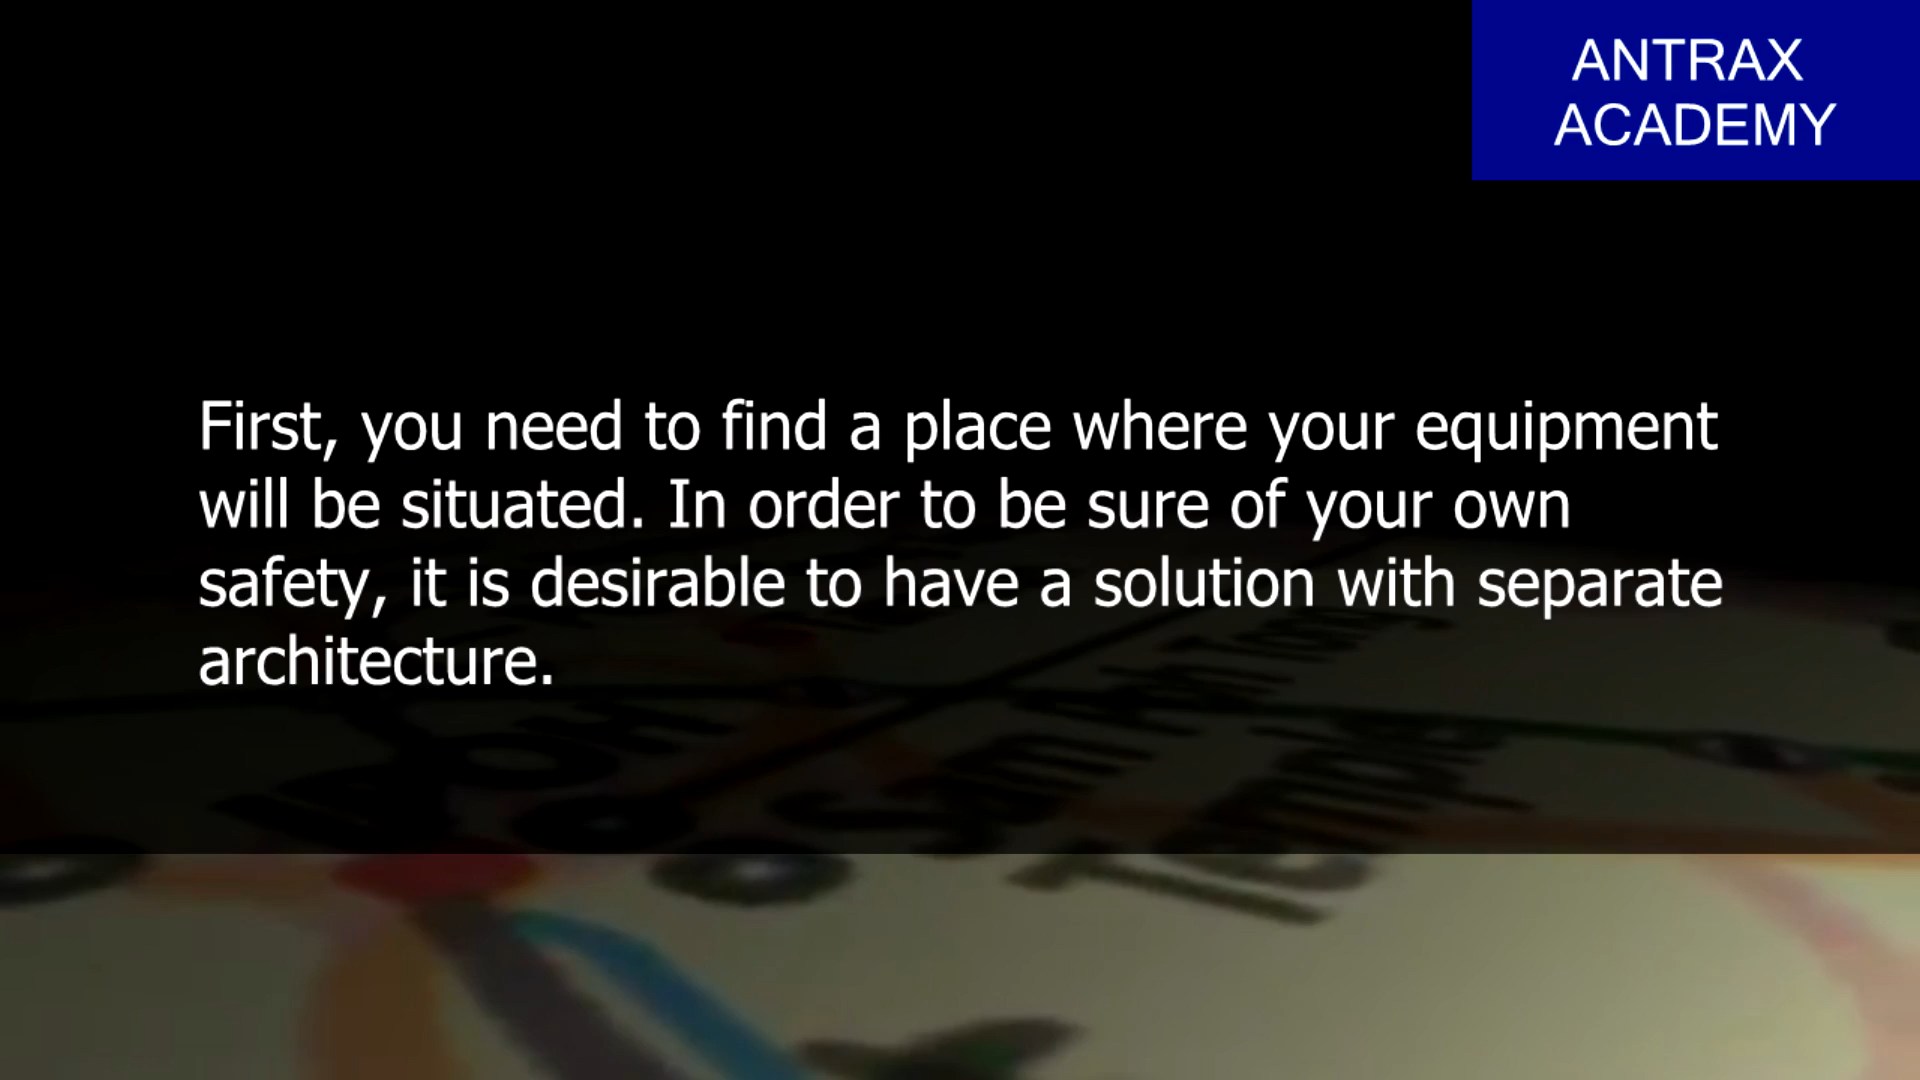 ANTRAX
ACADEMY
First, you need to find a place where your equipment
will be situated. In order to be sure of your own
safety, it is desirable to have a solution with separate
architecture.